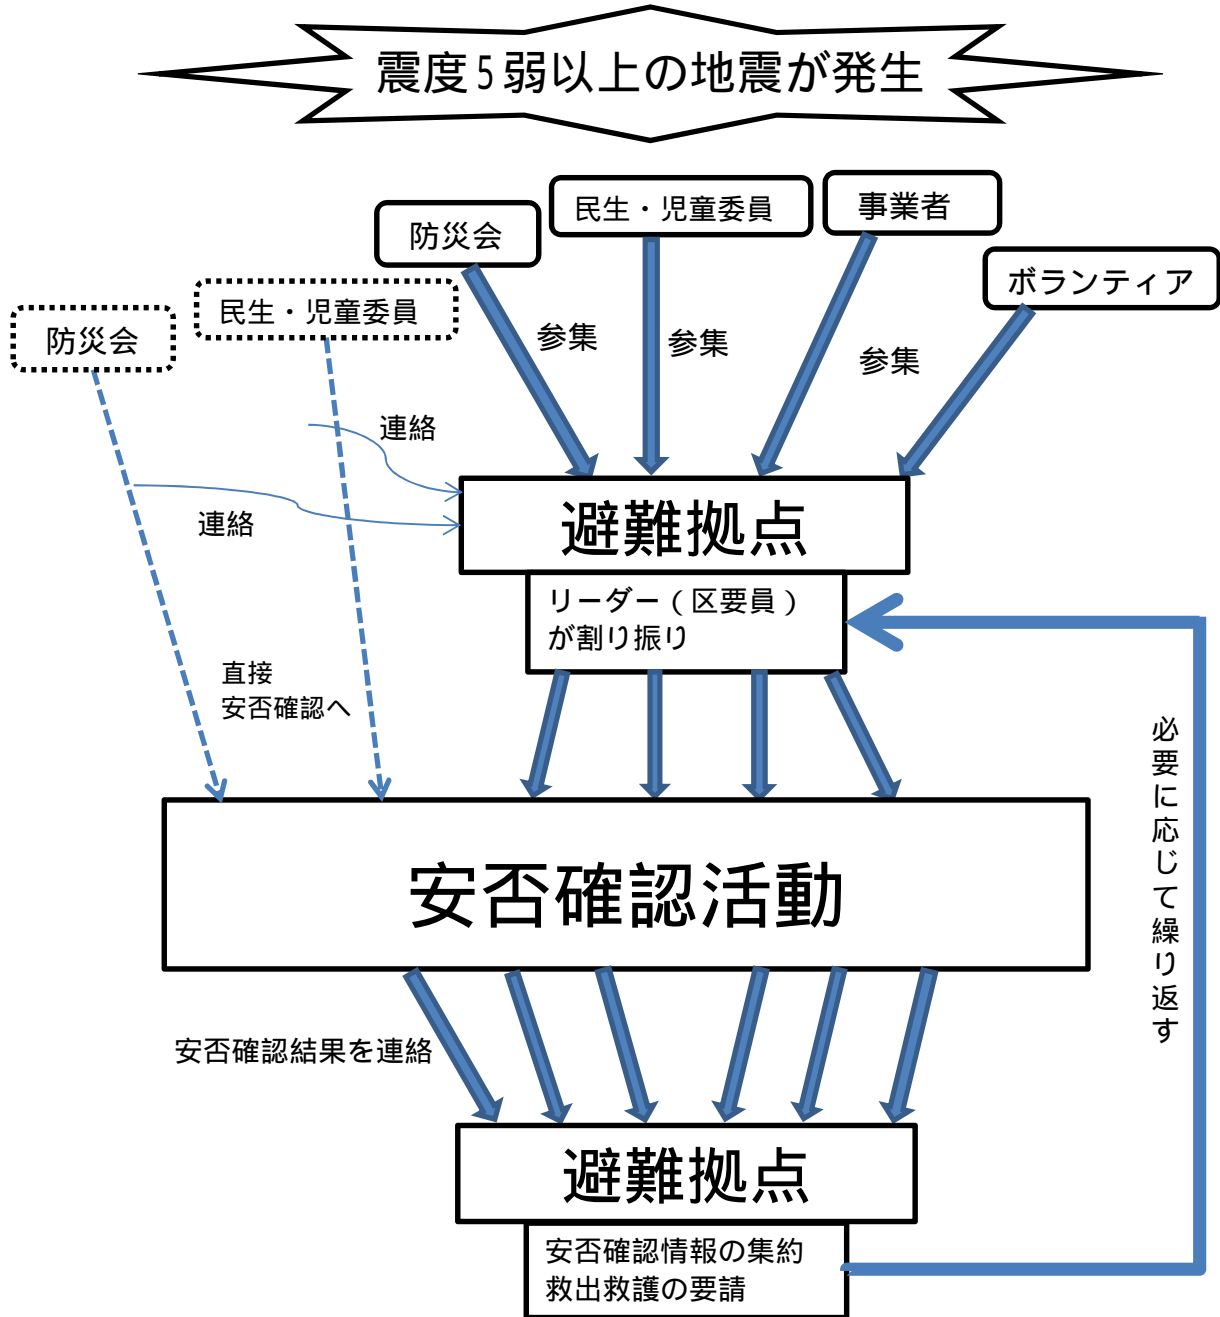 震度5弱以上の地震が発生
防災会
民生・児童委員
事業者
ボランティア
防災会
民生・児童委員
参集
参集
参集
連絡
連絡
避難拠点
リーダー（区要員）
が割り振り
直接
安否確認へ
必要に応じて繰り返す
安否確認活動
安否確認結果を連絡
避難拠点
安否確認情報の集約
救出救護の要請